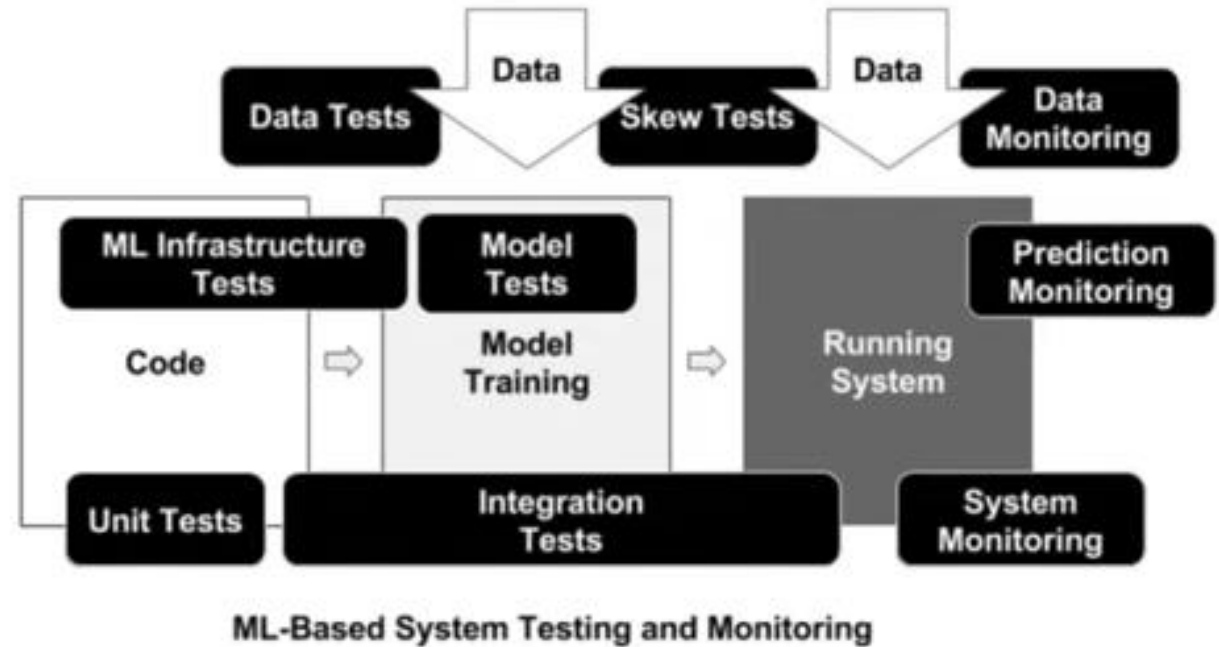 Data
Data
Data Tests
Skew Tests
Data
Monitoring
ML Infrastructure
Tests
Model
Tests
Prediction
Monitoring
Code
Model
Training
Running
System
Unit Tests
Integration
Tests
System
Monitoring
ML-Based System Testing and Monitoring